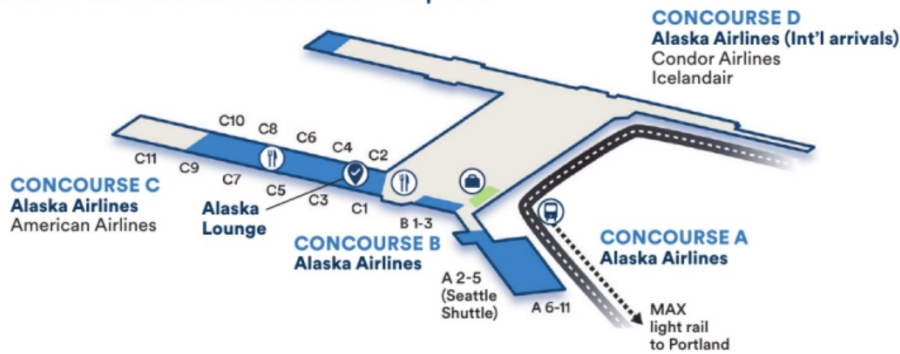 CONCOURSE D
Alaska Airlines (Int'l arrivals)
Condor Airlines
Icelandair
C10
C8
C6
C4
C2
C11
C9
C7
C5
C3
C1
CONCOURSE C
Alaska Airlines
American Airlines
Alaska
Lounge
B 1-3
CONCOURSE B
Alaska Airlines
A 2-5
(Seattle
Shuttle)
A 6-11
CONCOURSE A
Alaska Airlines
MAX
light rail
to Portland